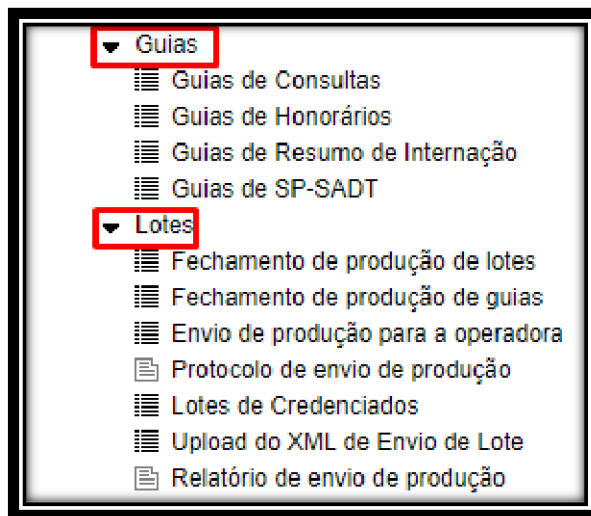 Guias
Guias de Consultas
Guias de Honorários
Guias de Resumo de Internação
Guias de SP-SADT
Lotes
Fechamento de produção de lotes
Fechamento de produção de guias
Envio de produção para a operadora
Protocolo de envio de produção
Lotes de Credenciados
Upload do XML de Envio de Lote
Relatório de envio de produção